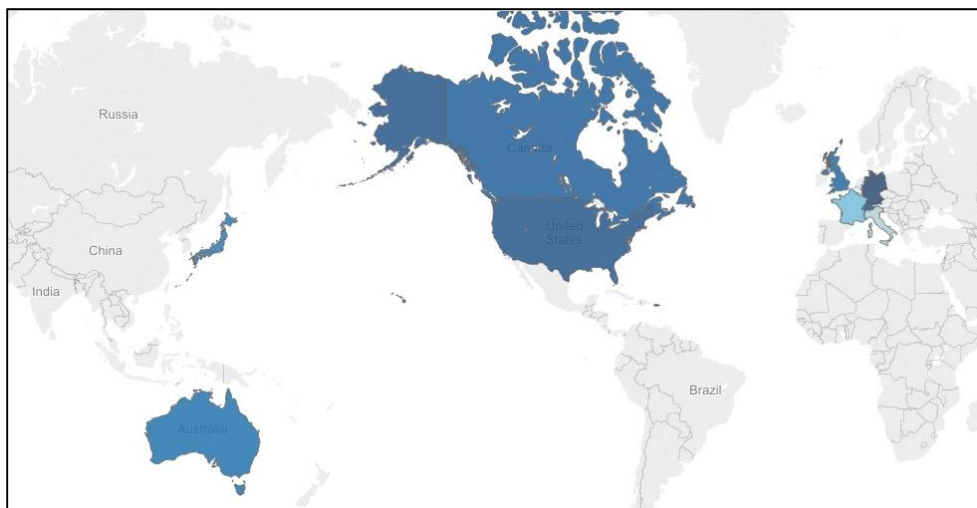 Russia
Canada
United
States
China
India
Brazil
Australia